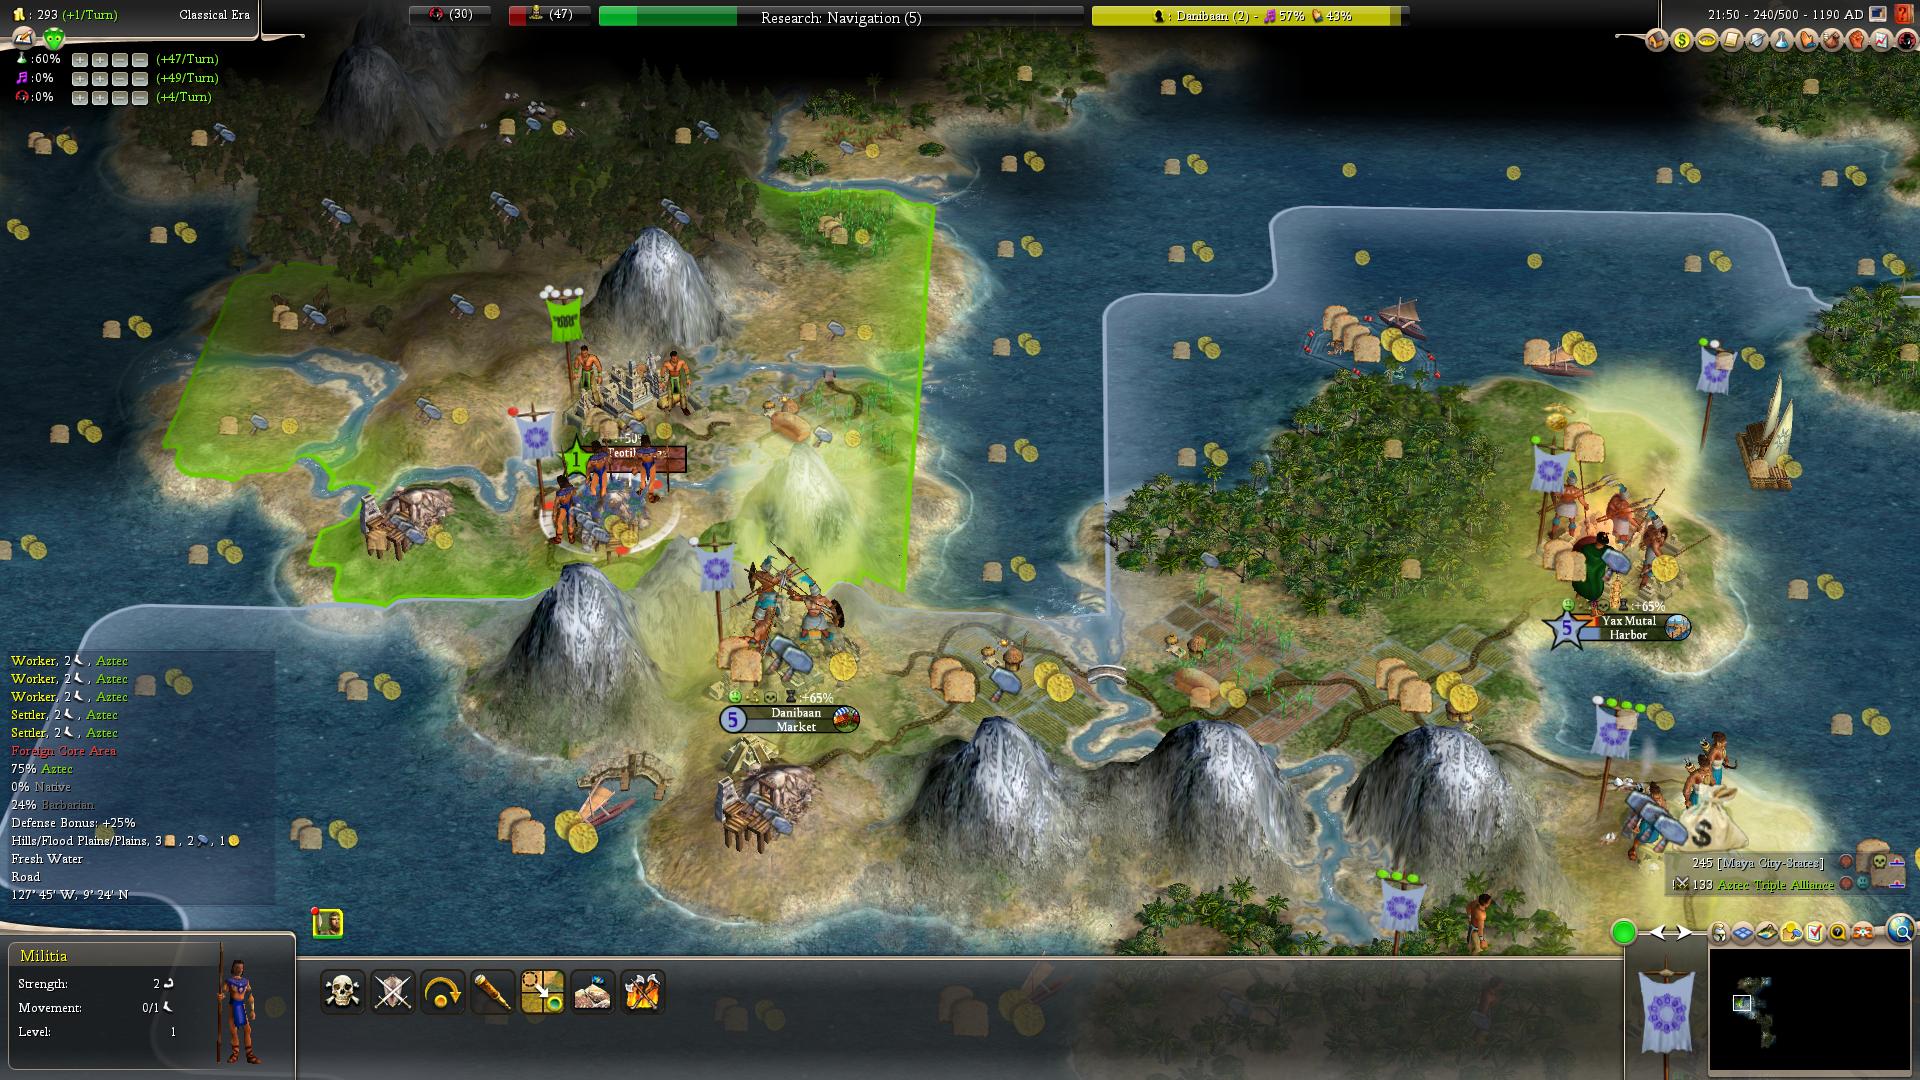 : 293 (+1/Turn)
Classical Era
(30)
(47)
Research: Navigation (5)
: Danibaan (2) - 57% 43%
21:50 - 240/500 - 1190 AD
:60% (+47/Turn)
:0% (+49/Turn)
:0% (+4/Turn)
1
:+65%
5 Yax Mutal
Harbor
:+65%
5 Danibaan
Market
Worker, 2 , Aztec
Worker, 2 , Aztec
Worker, 2 , Aztec
Settler, 2 , Aztec
Settler, 2 , Aztec
Foreign Core Area
75% Aztec
0% Native
24% Barbarian
Defense Bonus: +25%
Hills/Flood Plains/Plains, 3 , 2 , 1
Fresh Water
Road
127° 45' W, 9° 24' N
245 [Maya City-States]
133 Aztec Triple Alliance
Militia
Strength: 2
Movement: 0/1
Level: 1